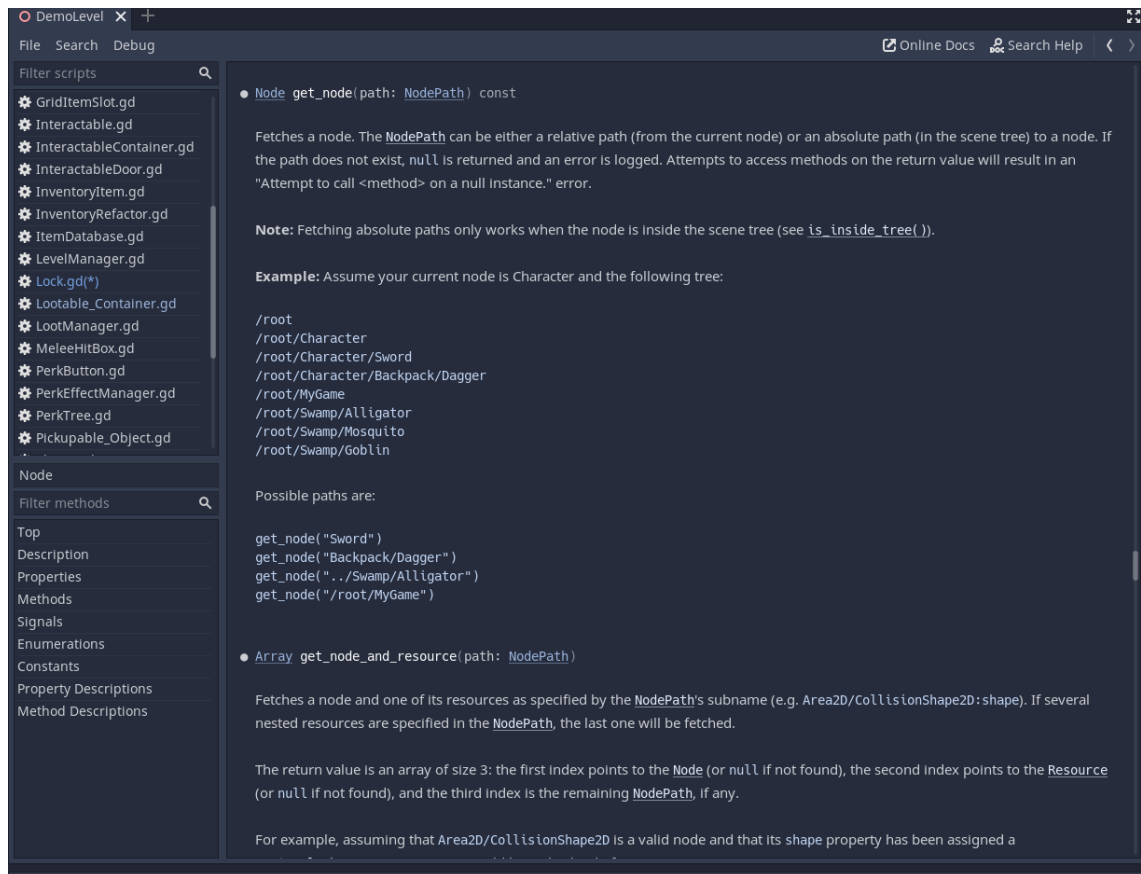 DemoLevel
File Search Debug
Online Docs Search Help
Filter scripts
GridItemSlot.gd
Interactable.gd
InteractableContainer.gd
InteractableDoor.gd
InventoryItem.gd
InventoryRefactor.gd
ItemDatabase.gd
LevelManager.gd
Lock.gd(*)
Lootable_Container.gd
LootManager.gd
MeleeHitBox.gd
PerkButton.gd
PerkEffectManager.gd
PerkTree.gd
Pickupable_Object.gd
Node
Filter methods
Top
Description
Properties
Methods
Signals
Enumerations
Constants
Property Descriptions
Method Descriptions
● Node get_node(path: NodePath) const
Fetches a node. The NodePath can be either a relative path (from the current node) or an absolute path (in the scene tree) to a node. If
the path does not exist, null is returned and an error is logged. Attempts to access methods on the return value will result in an
"Attempt to call <method> on a null instance." error.
Note: Fetching absolute paths only works when the node is inside the scene tree (see is_inside_tree()).
Example: Assume your current node is Character and the following tree:
/root
/root/Character
/root/Character/Sword
/root/Character/Backpack/Dagger
/root/MyGame
/root/Swamp/Alligator
/root/Swamp/Mosquito
/root/Swamp/Goblin
Possible paths are:
get_node("Sword")
get_node("Backpack/Dagger")
get_node("../Swamp/Alligator")
get_node("/root/MyGame")
● Array get_node_and_resource(path: NodePath)
Fetches a node and one of its resources as specified by the NodePath's subname (e.g. Area2D/CollisionShape2D:shape). If several
nested resources are specified in the NodePath, the last one will be fetched.
The return value is an array of size 3: the first index points to the Node (or null if not found), the second index points to the Resource
(or null if not found), and the third index is the remaining NodePath, if any.
For example, assuming that Area2D/CollisionShape2D is a valid node and that its shape property has been assigned a